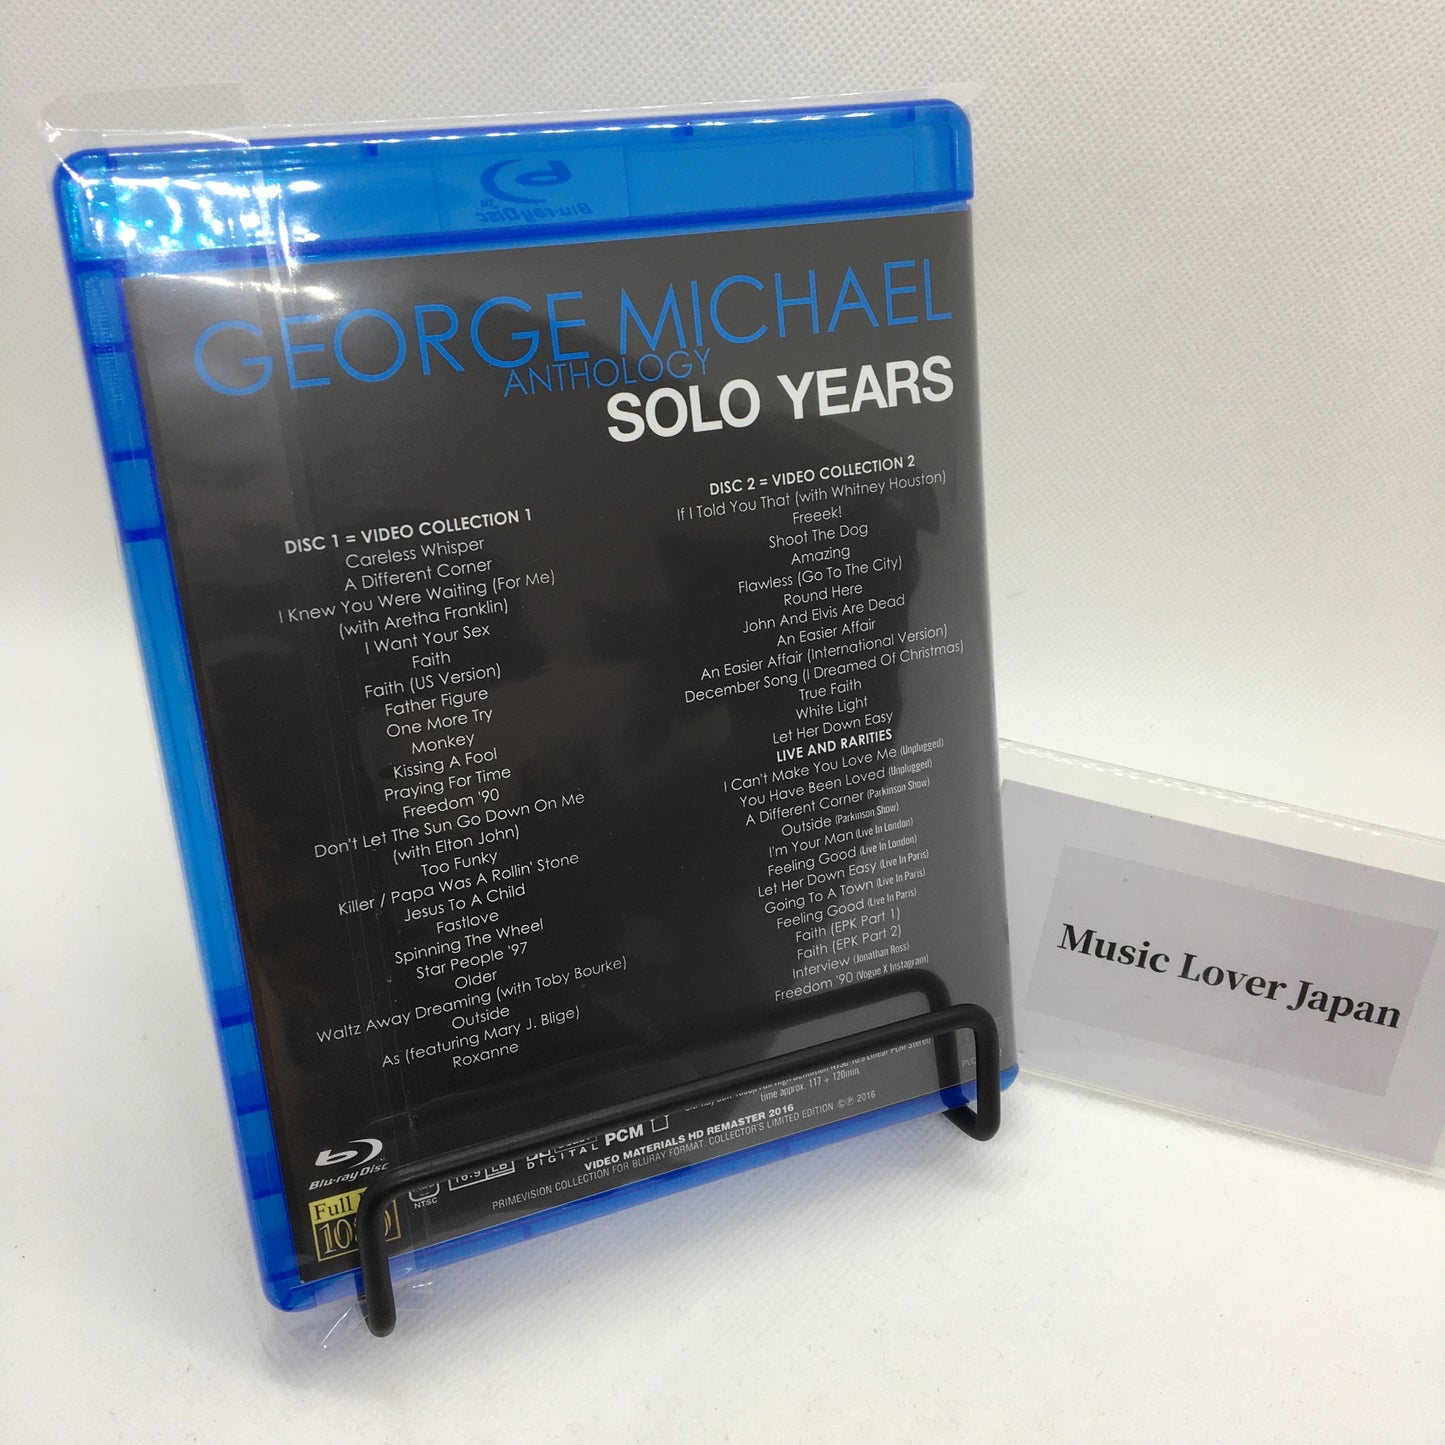 Blu-ray Disc
GEORGE MICHAEL
ANTHOLOGY
SOLO YEARS
DISC 1 = VIDEO COLLECTION 1
Careless Whisper
A Different Corner
I Knew You Were Waiting (For Me)
(with Aretha Franklin)
I Want Your Sex
Faith
Faith (US Version)
Father Figure
One More Try
Monkey
Kissing A Fool
Praying For Time
Freedom '90
Don't Let The Sun Go Down On Me
(with Elton John)
Too Funky
Killer / Papa Was A Rollin' Stone
Jesus To A Child
Fastlove
Spinning The Wheel
Star People '97
Older
Waltz Away Dreaming (with Toby Bourke)
Outside
As (featuring Mary J. Blige)
Roxanne
DISC 2 = VIDEO COLLECTION 2
If I Told You That (with Whitney Houston)
Freeek!
Shoot The Dog
Amazing
Flawless (Go To The City)
Round Here
John And Elvis Are Dead
An Easier Affair
An Easier Affair (International Version)
December Song (I Dreamed Of Christmas)
True Faith
White Light
Let Her Down Easy
LIVE AND RARITIES
I Can't Make You Love Me (Unplugged)
You Have Been Loved (Unplugged)
A Different Corner (Parkinson Show)
Outside (Parkinson Show)
I'm Your Man (Live In London)
Feeling Good (Live In London)
Let Her Down Easy (Live In Paris)
Going To A Town (Live In Paris)
Feeling Good (Live In Paris)
Faith (EPK Part 1)
Faith (EPK Part 2)
Interview (Jonathan Ross)
Freedom '90 (Vogue X Instagram)
Linear PCM Stereo
time approx. 117 + 120min.
Blu-ray Disc
Full
NTSC
16:9 LB
DIGITAL
PCM
VIDEO MATERIALS HD REMASTER 2016
PRIMEVISION COLLECTION FOR BLURAY FORMAT. COLLECTOR'S LIMITED EDITION ©℗ 2016
Music Lover Japan